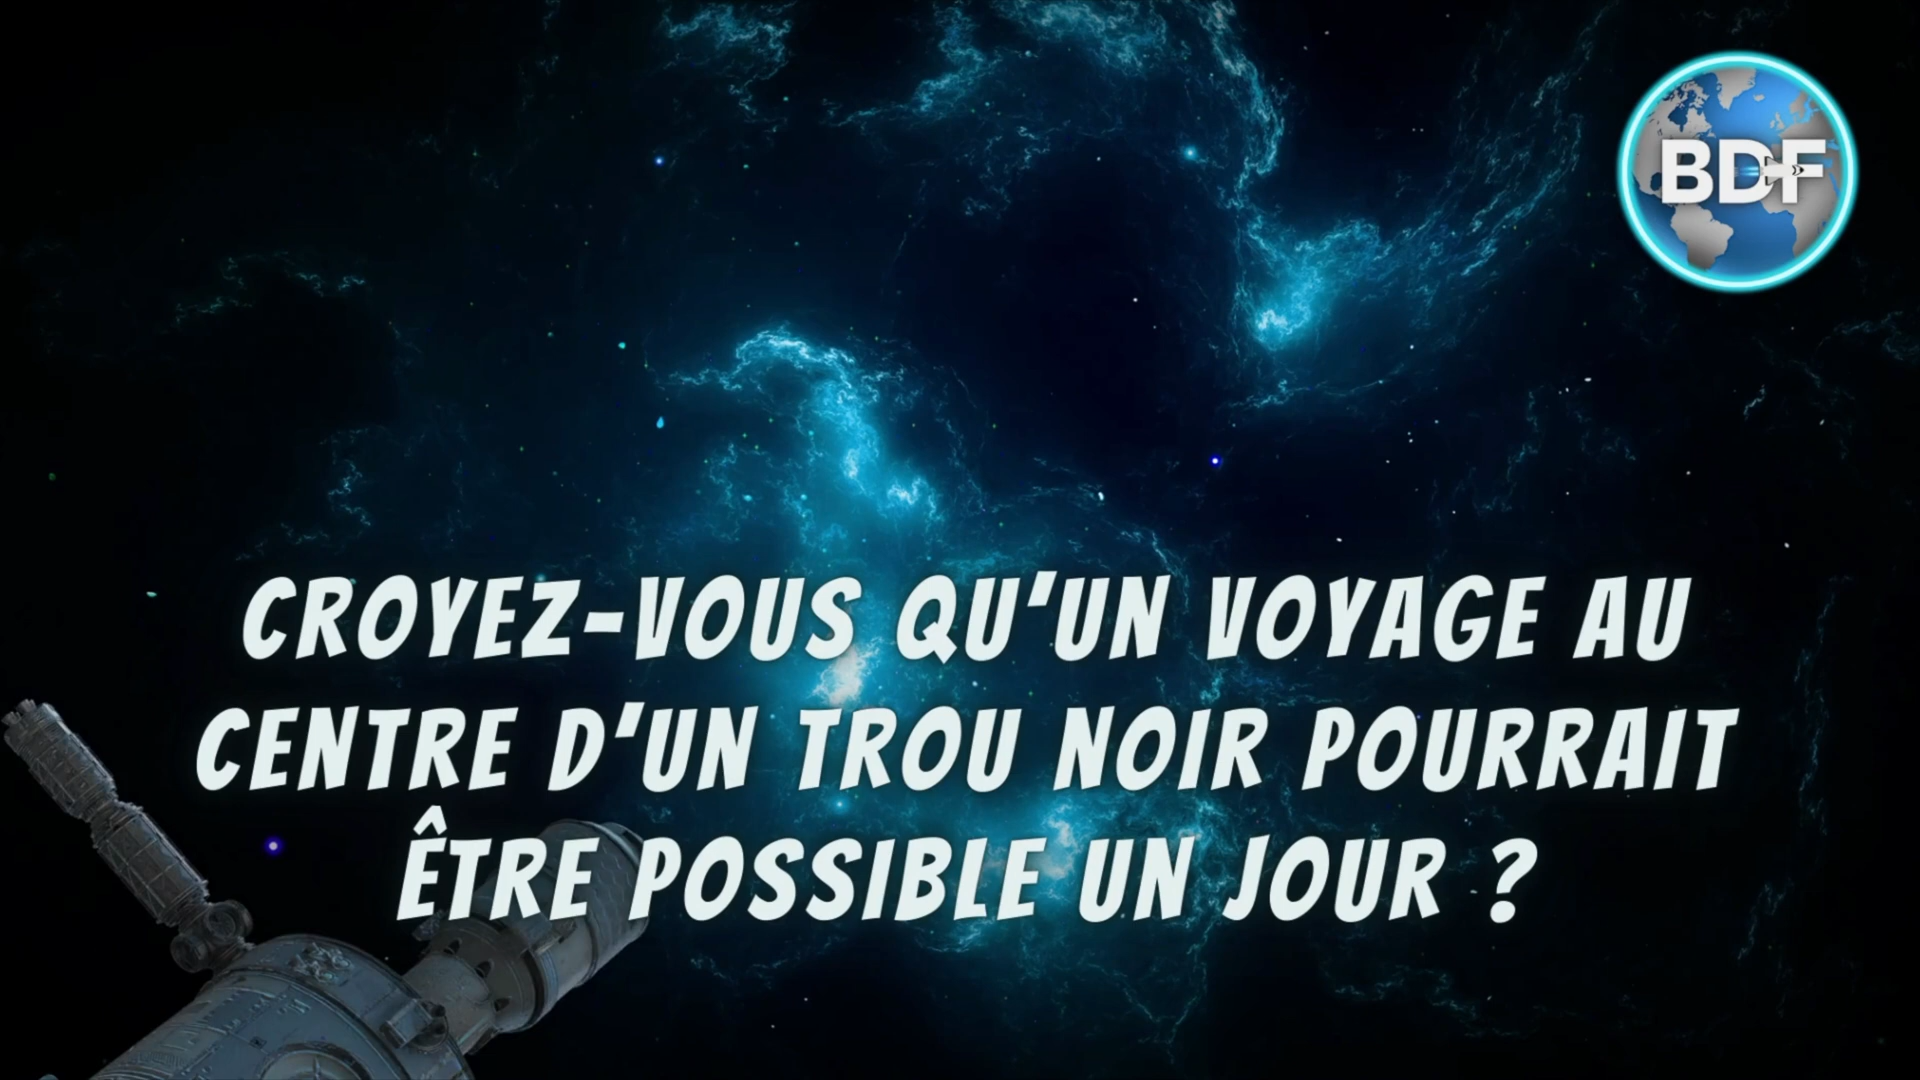 BDF
CROYEZ-VOUS QU'UN VOYAGE AU
CENTRE D'UN TROU NOIR POURRAIT
ÊTRE POSSIBLE UN JOUR ?